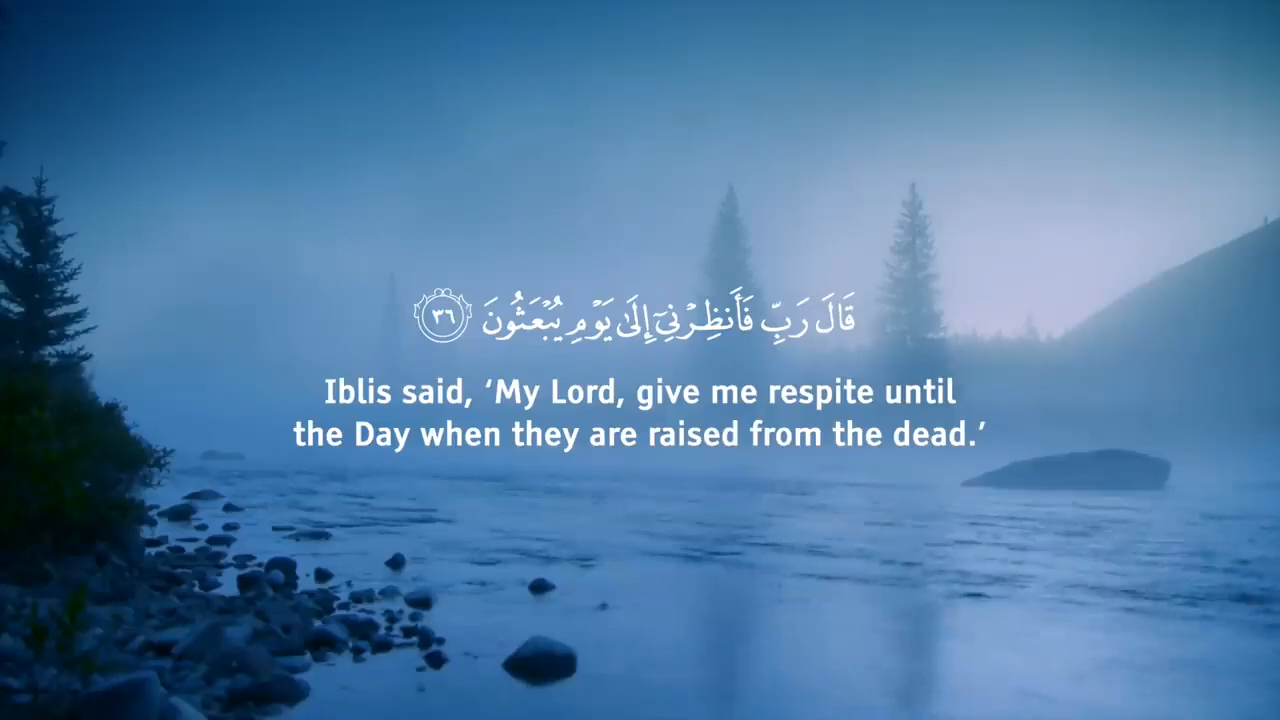 قَالَ رَبِّ فَأَنظِرْنِيٓ إِلَىٰ يَوْمِ يُبْعَثُونَ ٣٦
Iblis said, ‘My Lord, give me respite until
the Day when they are raised from the dead.’